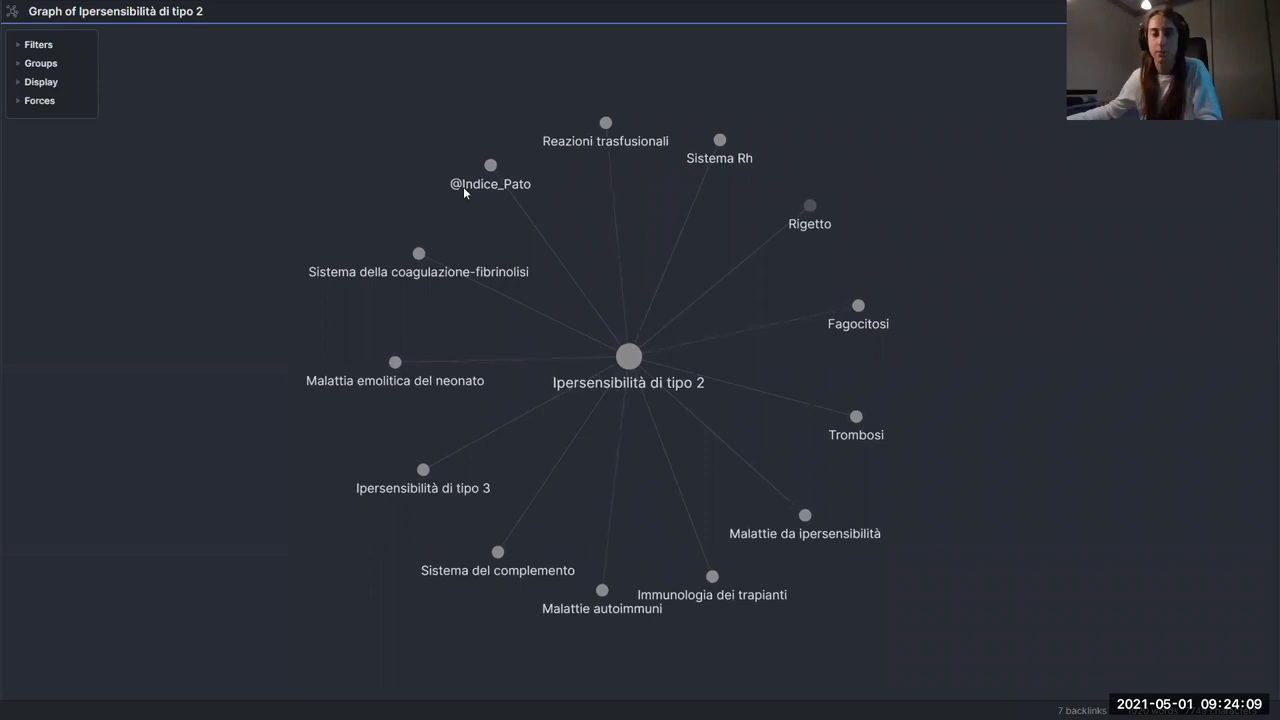 Graph of Ipersensibilità di tipo 2
Filters
Groups
Display
Forces
Reazioni trasfusionali
Sistema Rh
@Indice_Pato
Rigetto
Sistema della coagulazione-fibrinolisi
Fagocitosi
Malattia emolitica del neonato
Ipersensibilità di tipo 2
Trombosi
Ipersensibilità di tipo 3
Malattie da ipersensibilità
Sistema del complemento
Immunologia dei trapianti
Malattie autoimmuni
7 backlinks
2021-05-01 09:24:09